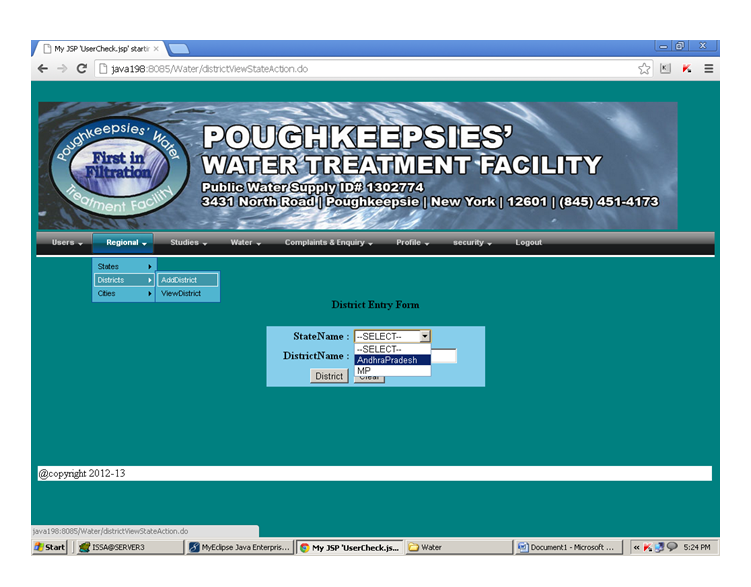 My JSP 'UserCheck.jsp' startir
java198:8085/Water/districtViewStateAction.do
Poughkeepsies' Water
First in
Filtration
Treatment Facility
POUGHKEEPSIES'
WATER TREATMENT FACILITY
Public Water Supply ID# 1302774
3431 North Road | Poughkeepsie | New York | 12601 | (845) 451-4173
Users Regional Studies Water Complaints & Enquiry Profile security Logout
States
Districts AddDistrict
Cities ViewDistrict
District Entry Form
StateName : --SELECT--
--SELECT--
DistrictName : AndhraPradesh
MP
District Clear
@copyright 2012-13
java198:8085/Water/districtViewStateAction.do
Start ISSA@SERVER3 MyEclipse Java Enterpris... My JSP 'UserCheck.js... Water Document1 - Microsoft ... « 5:24 PM